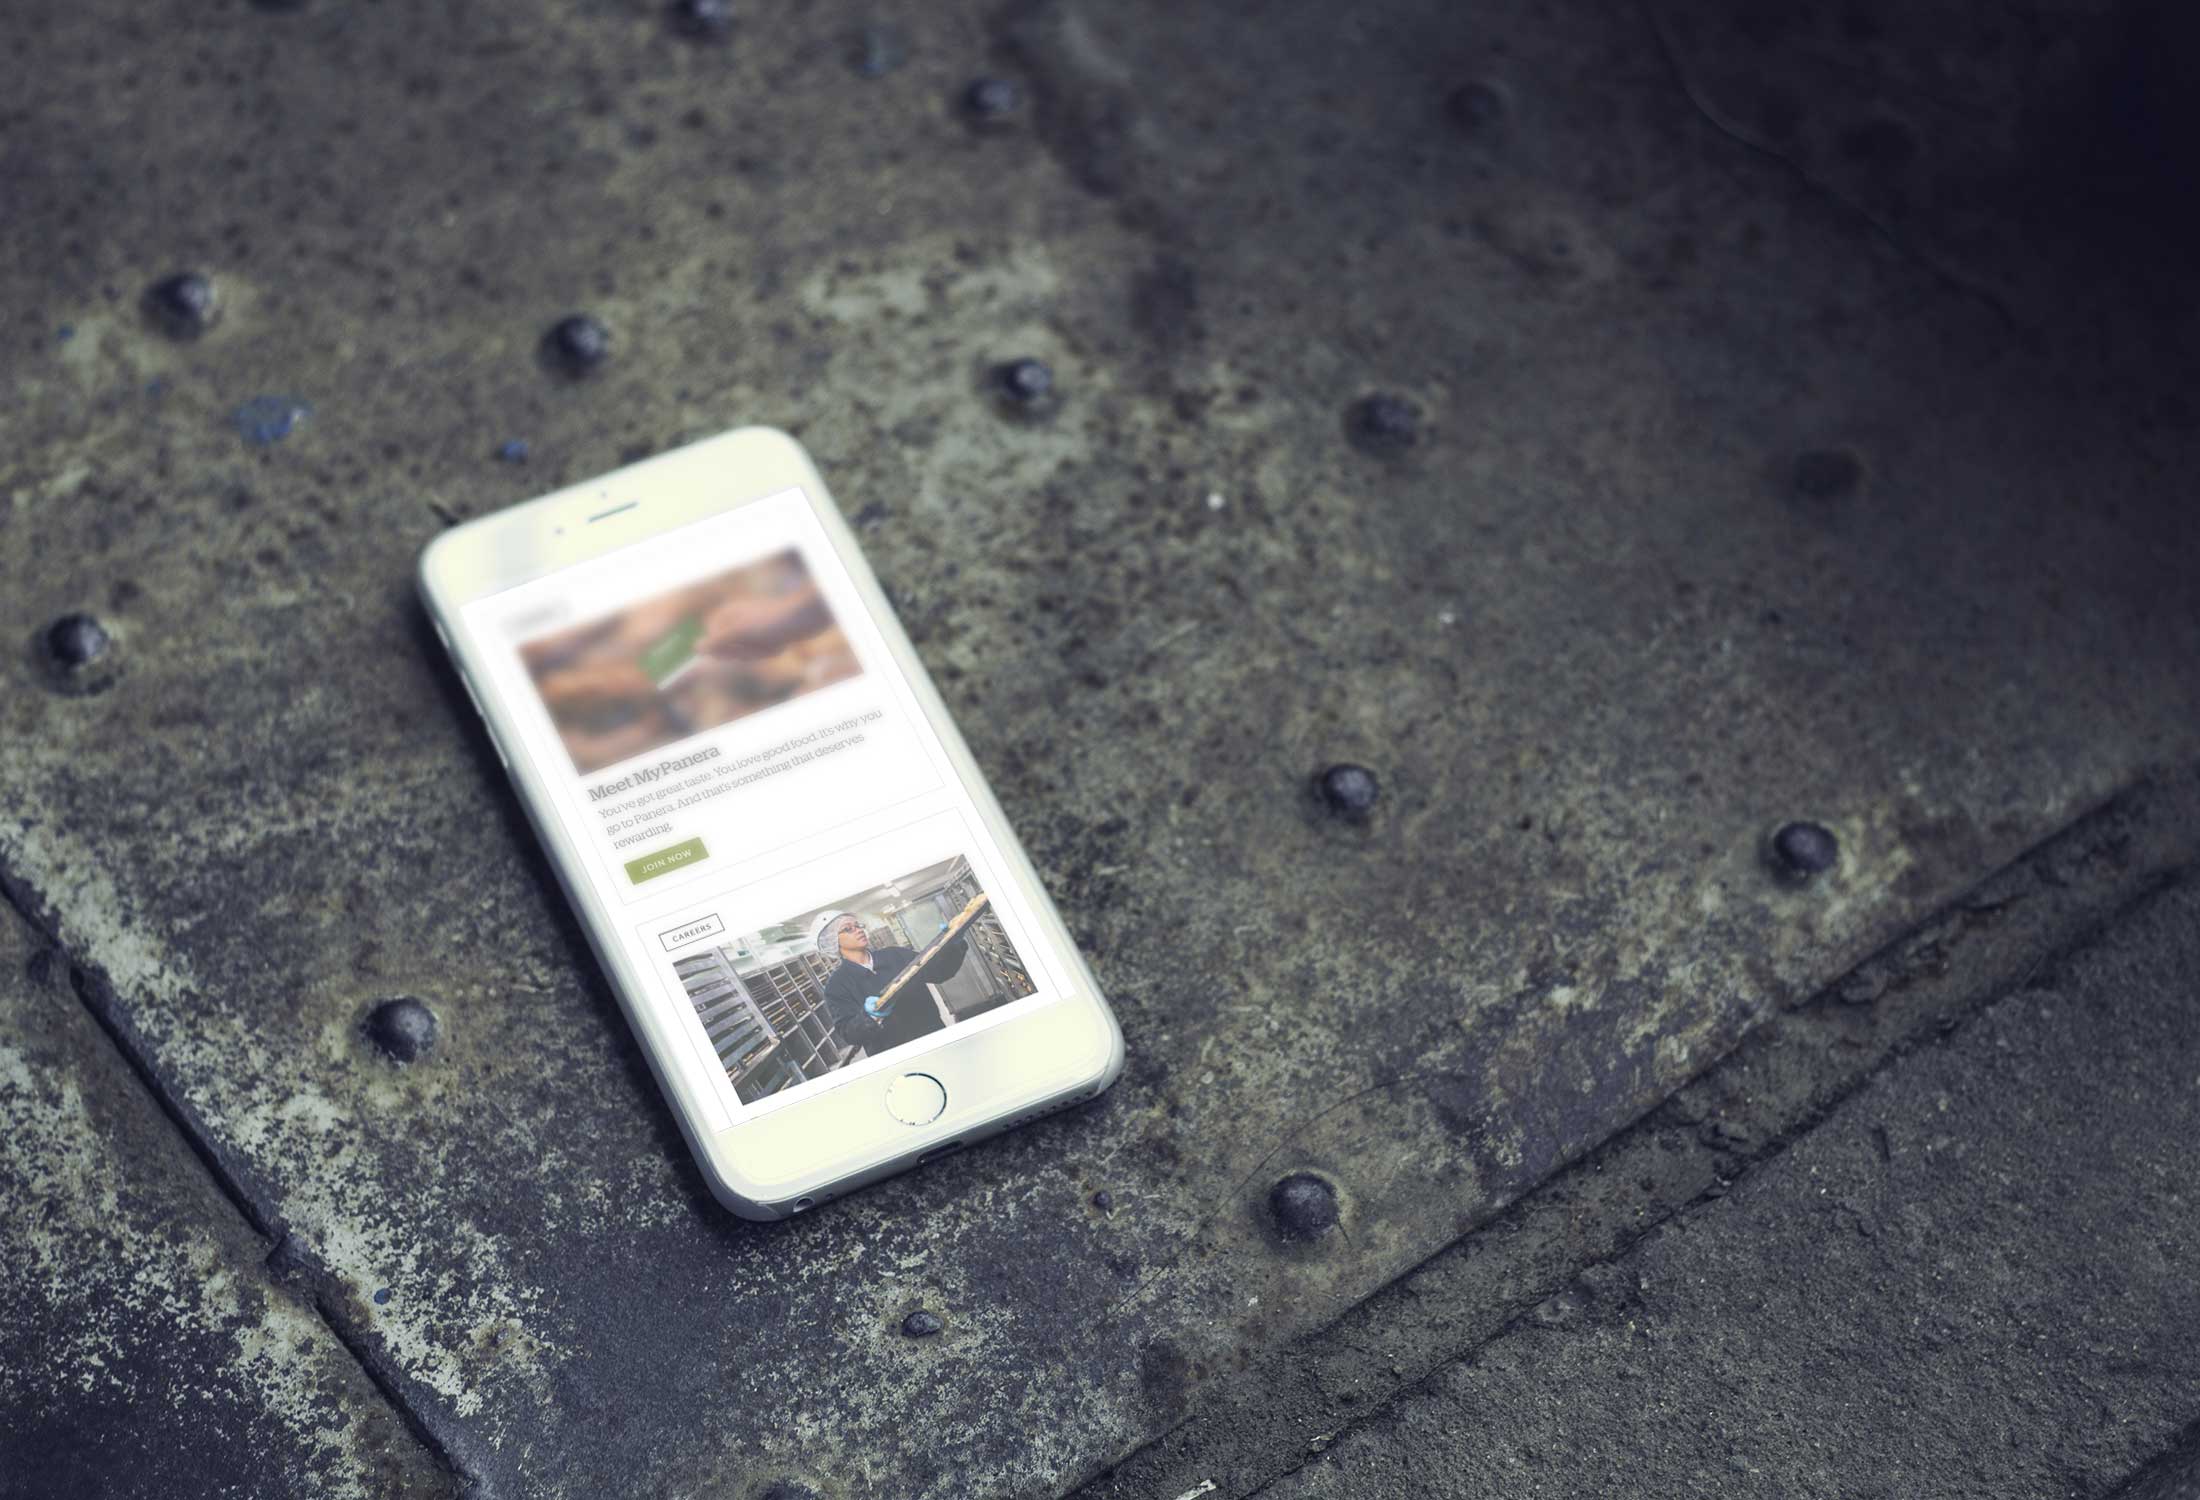 Meet MyPanera
You've got great taste. You love good food. It's why you
go to Panera. And that's something that deserves
rewarding.
JOIN NOW
CAREERS